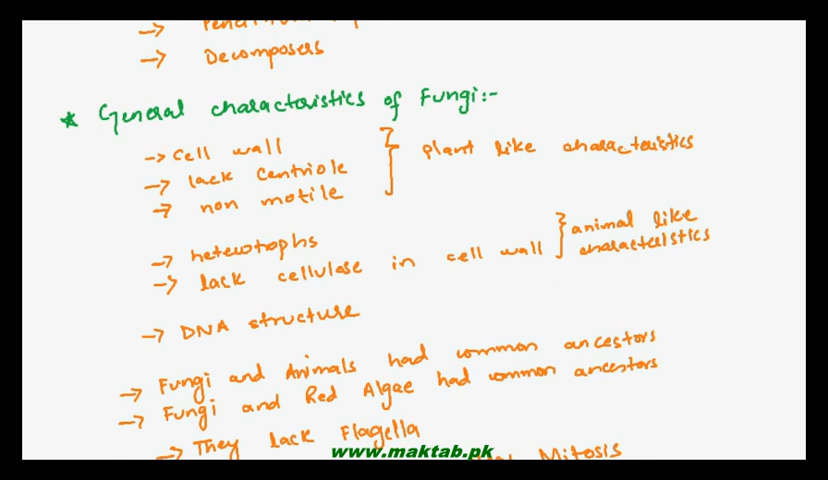 →
→ Decomposers
* General characteristics of Fungi:-
→ cell wall
→ lack centriole
→ non motile
} plant like characteristics
→ heterotrophs
→ lack cellulose in cell wall
} animal like
characteristics
→ DNA structure
→ Fungi and Animals had common ancestors
→ Fungi and Red Algae had common ancestors
→ They lack Flagella
www.maktab.pk
Mitosis